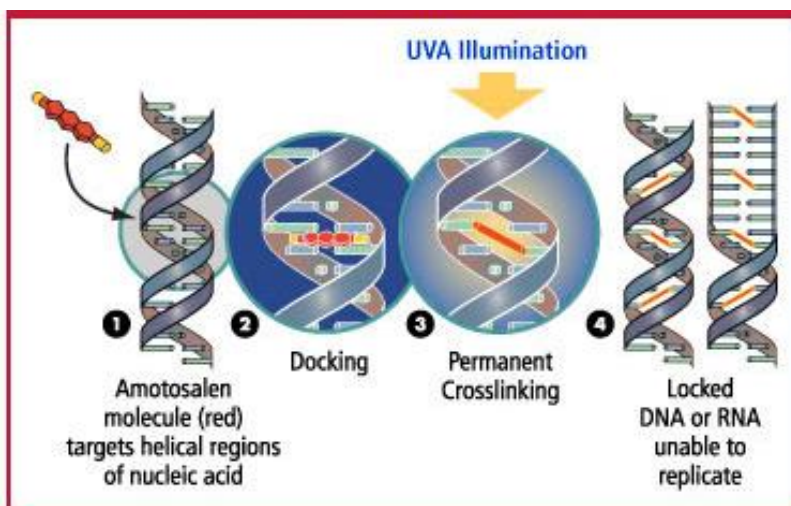 UVA Illumination
1
2
3
4
Amotosalen
molecule (red)
targets helical regions
of nucleic acid
Docking
Permanent
Crosslinking
Locked
DNA or RNA
unable to
replicate